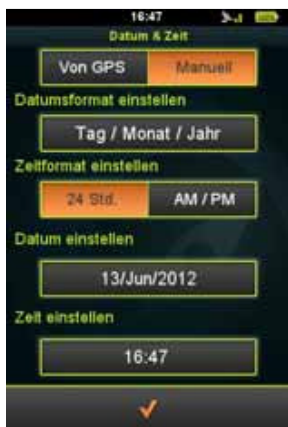 16:47
Datum & Zeit
Von GPS Manuell
Datumsformat einstellen
Tag / Monat / Jahr
Zeitformat einstellen
24 Std. AM / PM
Datum einstellen
13/Jun/2012
Zeit einstellen
16:47